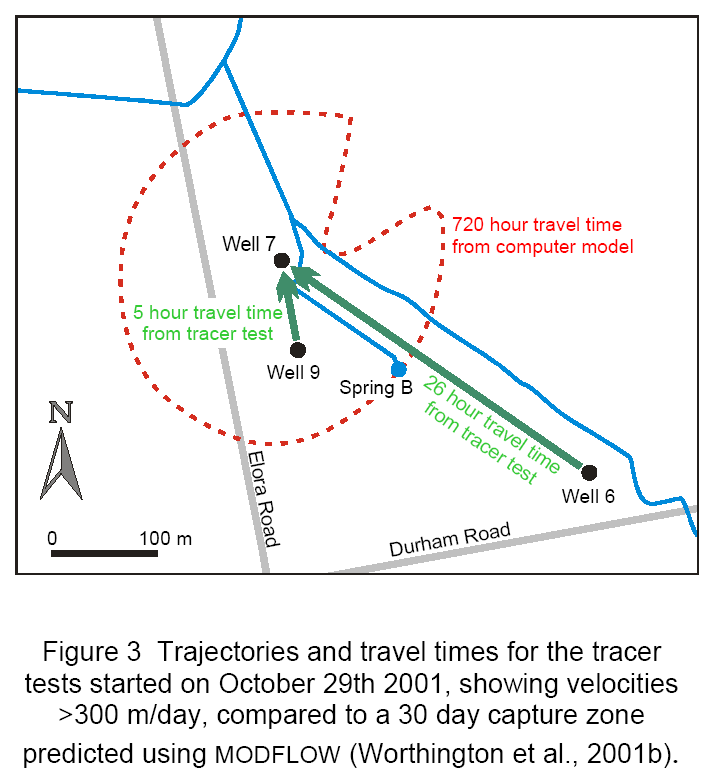 720 hour travel time
from computer model
Well 7
5 hour travel time
from tracer test
Well 9
Spring B
26 hour travel time
from tracer test
Well 6
N
Elora Road
Durham Road
0 100 m
Figure 3 Trajectories and travel times for the tracer
tests started on October 29th 2001, showing velocities
>300 m/day, compared to a 30 day capture zone
predicted using MODFLOW (Worthington et al., 2001b).